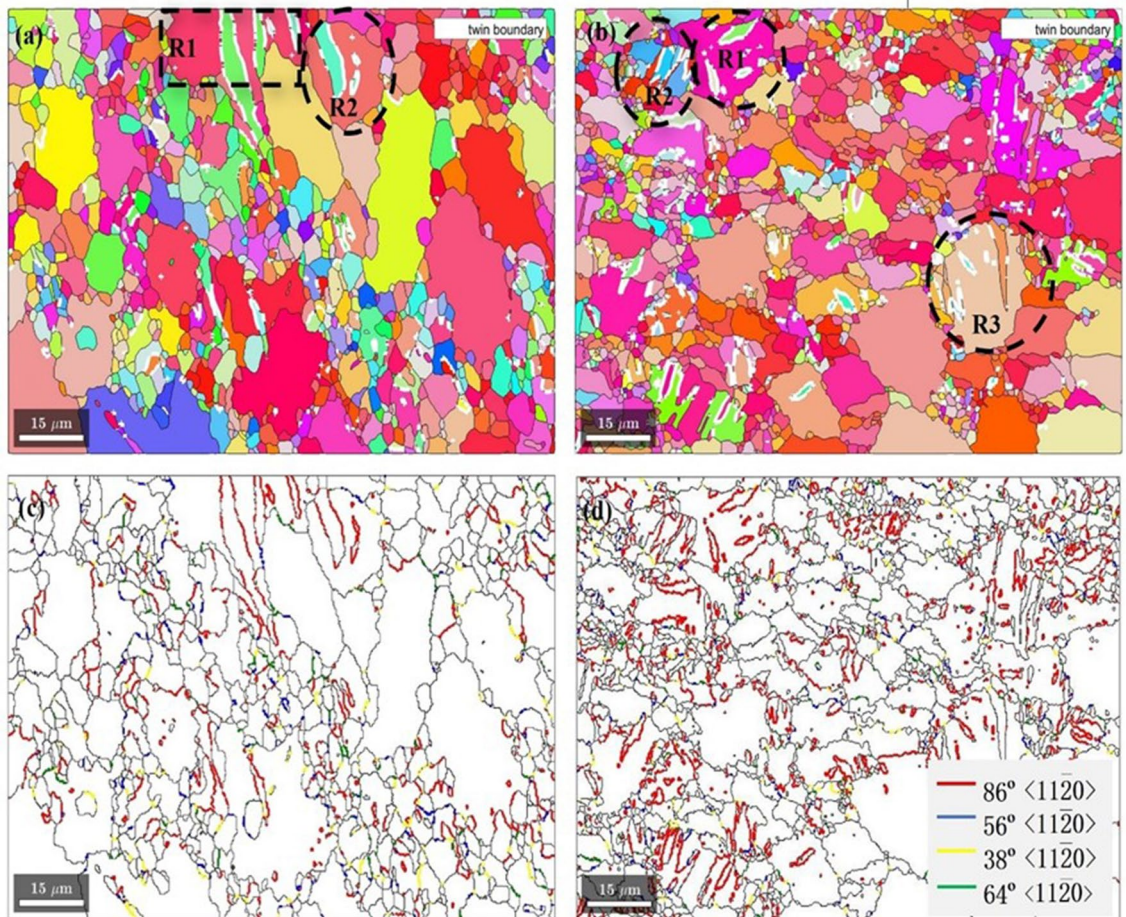 (a)
twin boundary
R1
R2
15 μm
(b)
twin boundary
R1
R2
R3
15 μm
(c)
15 μm
(d)
15 μm
86° ⟨112̄0⟩
56° ⟨112̄0⟩
38° ⟨112̄0⟩
64° ⟨112̄0⟩